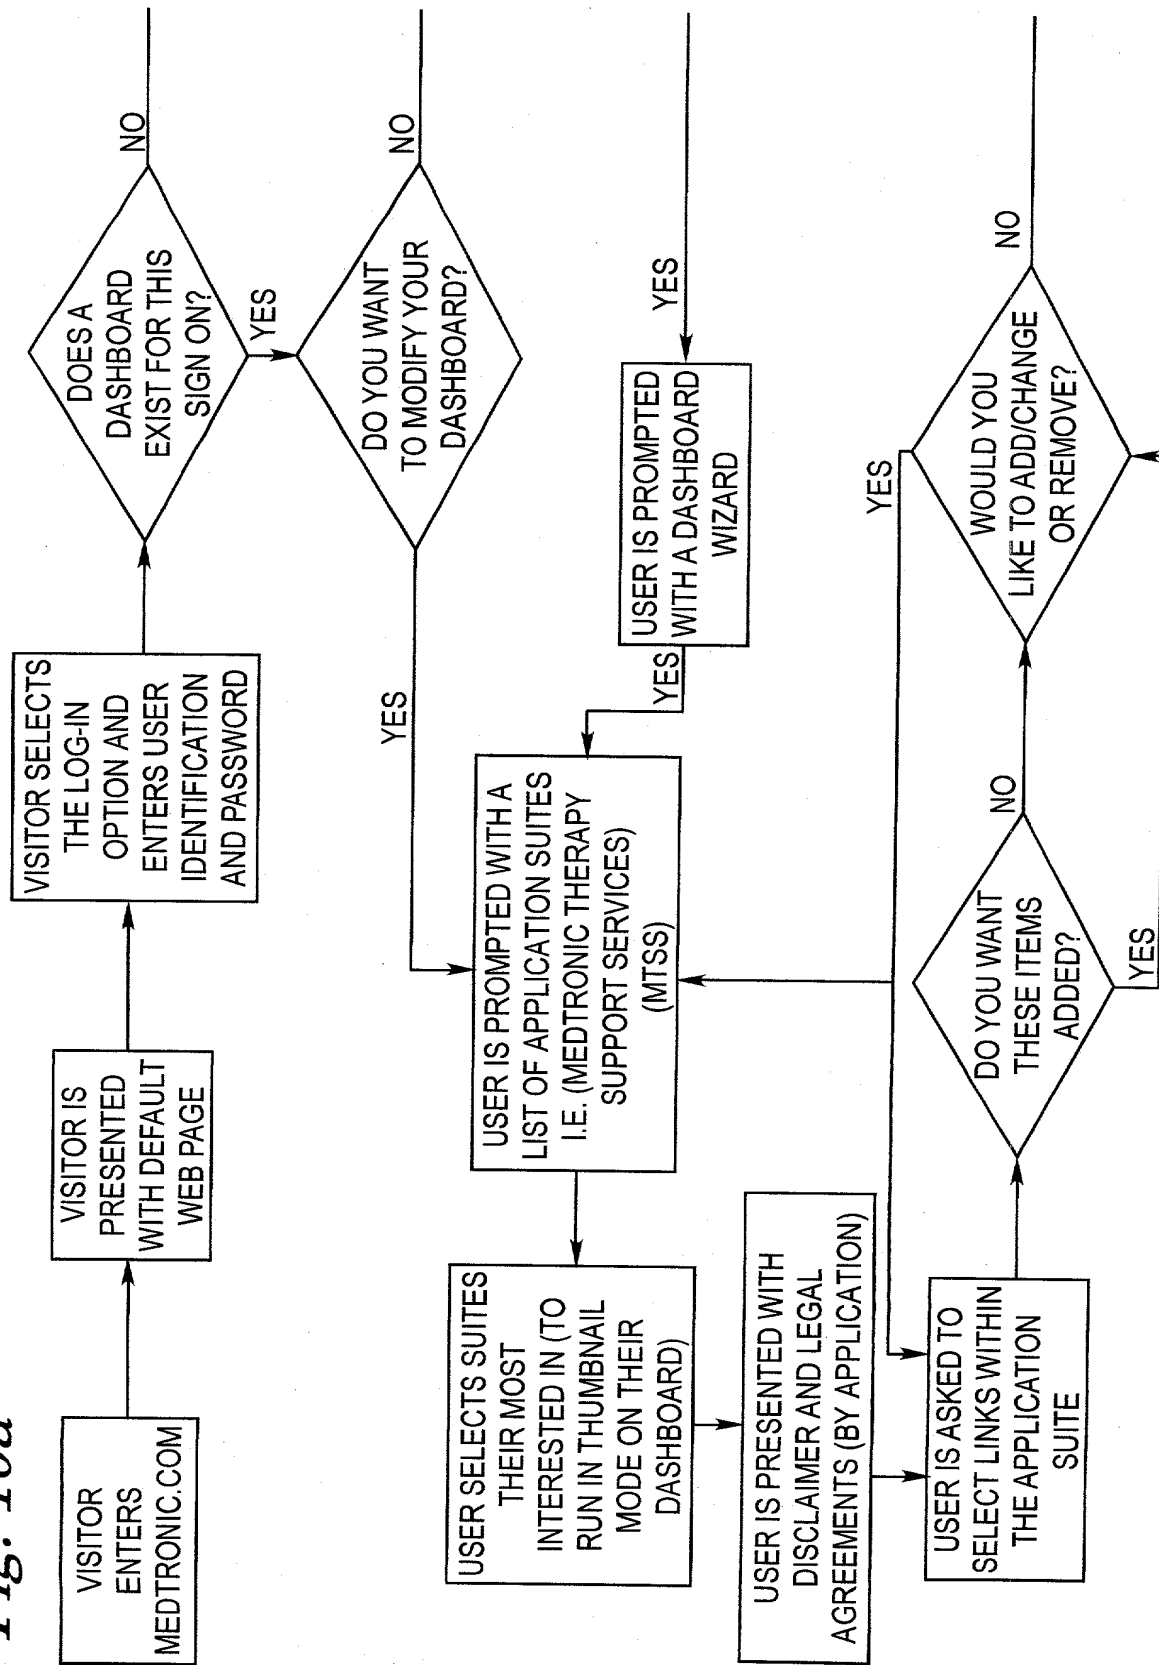 Fig. 10a
VISITOR
ENTERS
MEDTRONIC.COM
VISITOR IS
PRESENTED
WITH DEFAULT
WEB PAGE
VISITOR SELECTS
THE LOG-IN
OPTION AND
ENTERS USER
IDENTIFICATION
AND PASSWORD
DOES A
DASHBOARD
EXIST FOR THIS
SIGN ON?
NO
YES
DO YOU WANT
TO MODIFY YOUR
DASHBOARD?
NO
YES
USER IS PROMPTED WITH A
LIST OF APPLICATION SUITES
I.E. (MEDTRONIC THERAPY
SUPPORT SERVICES)
(MTSS)
YES
USER IS PROMPTED
WITH A DASHBOARD
WIZARD
YES
USER SELECTS SUITES
THEIR MOST
INTERESTED IN (TO
RUN IN THUMBNAIL
MODE ON THEIR
DASHBOARD)
USER IS PRESENTED WITH
DISCLAIMER AND LEGAL
AGREEMENTS (BY APPLICATION)
USER IS ASKED TO
SELECT LINKS WITHIN
THE APPLICATION
SUITE
DO YOU WANT
THESE ITEMS
ADDED?
NO
YES
WOULD YOU
LIKE TO ADD/CHANGE
OR REMOVE?
YES
NO